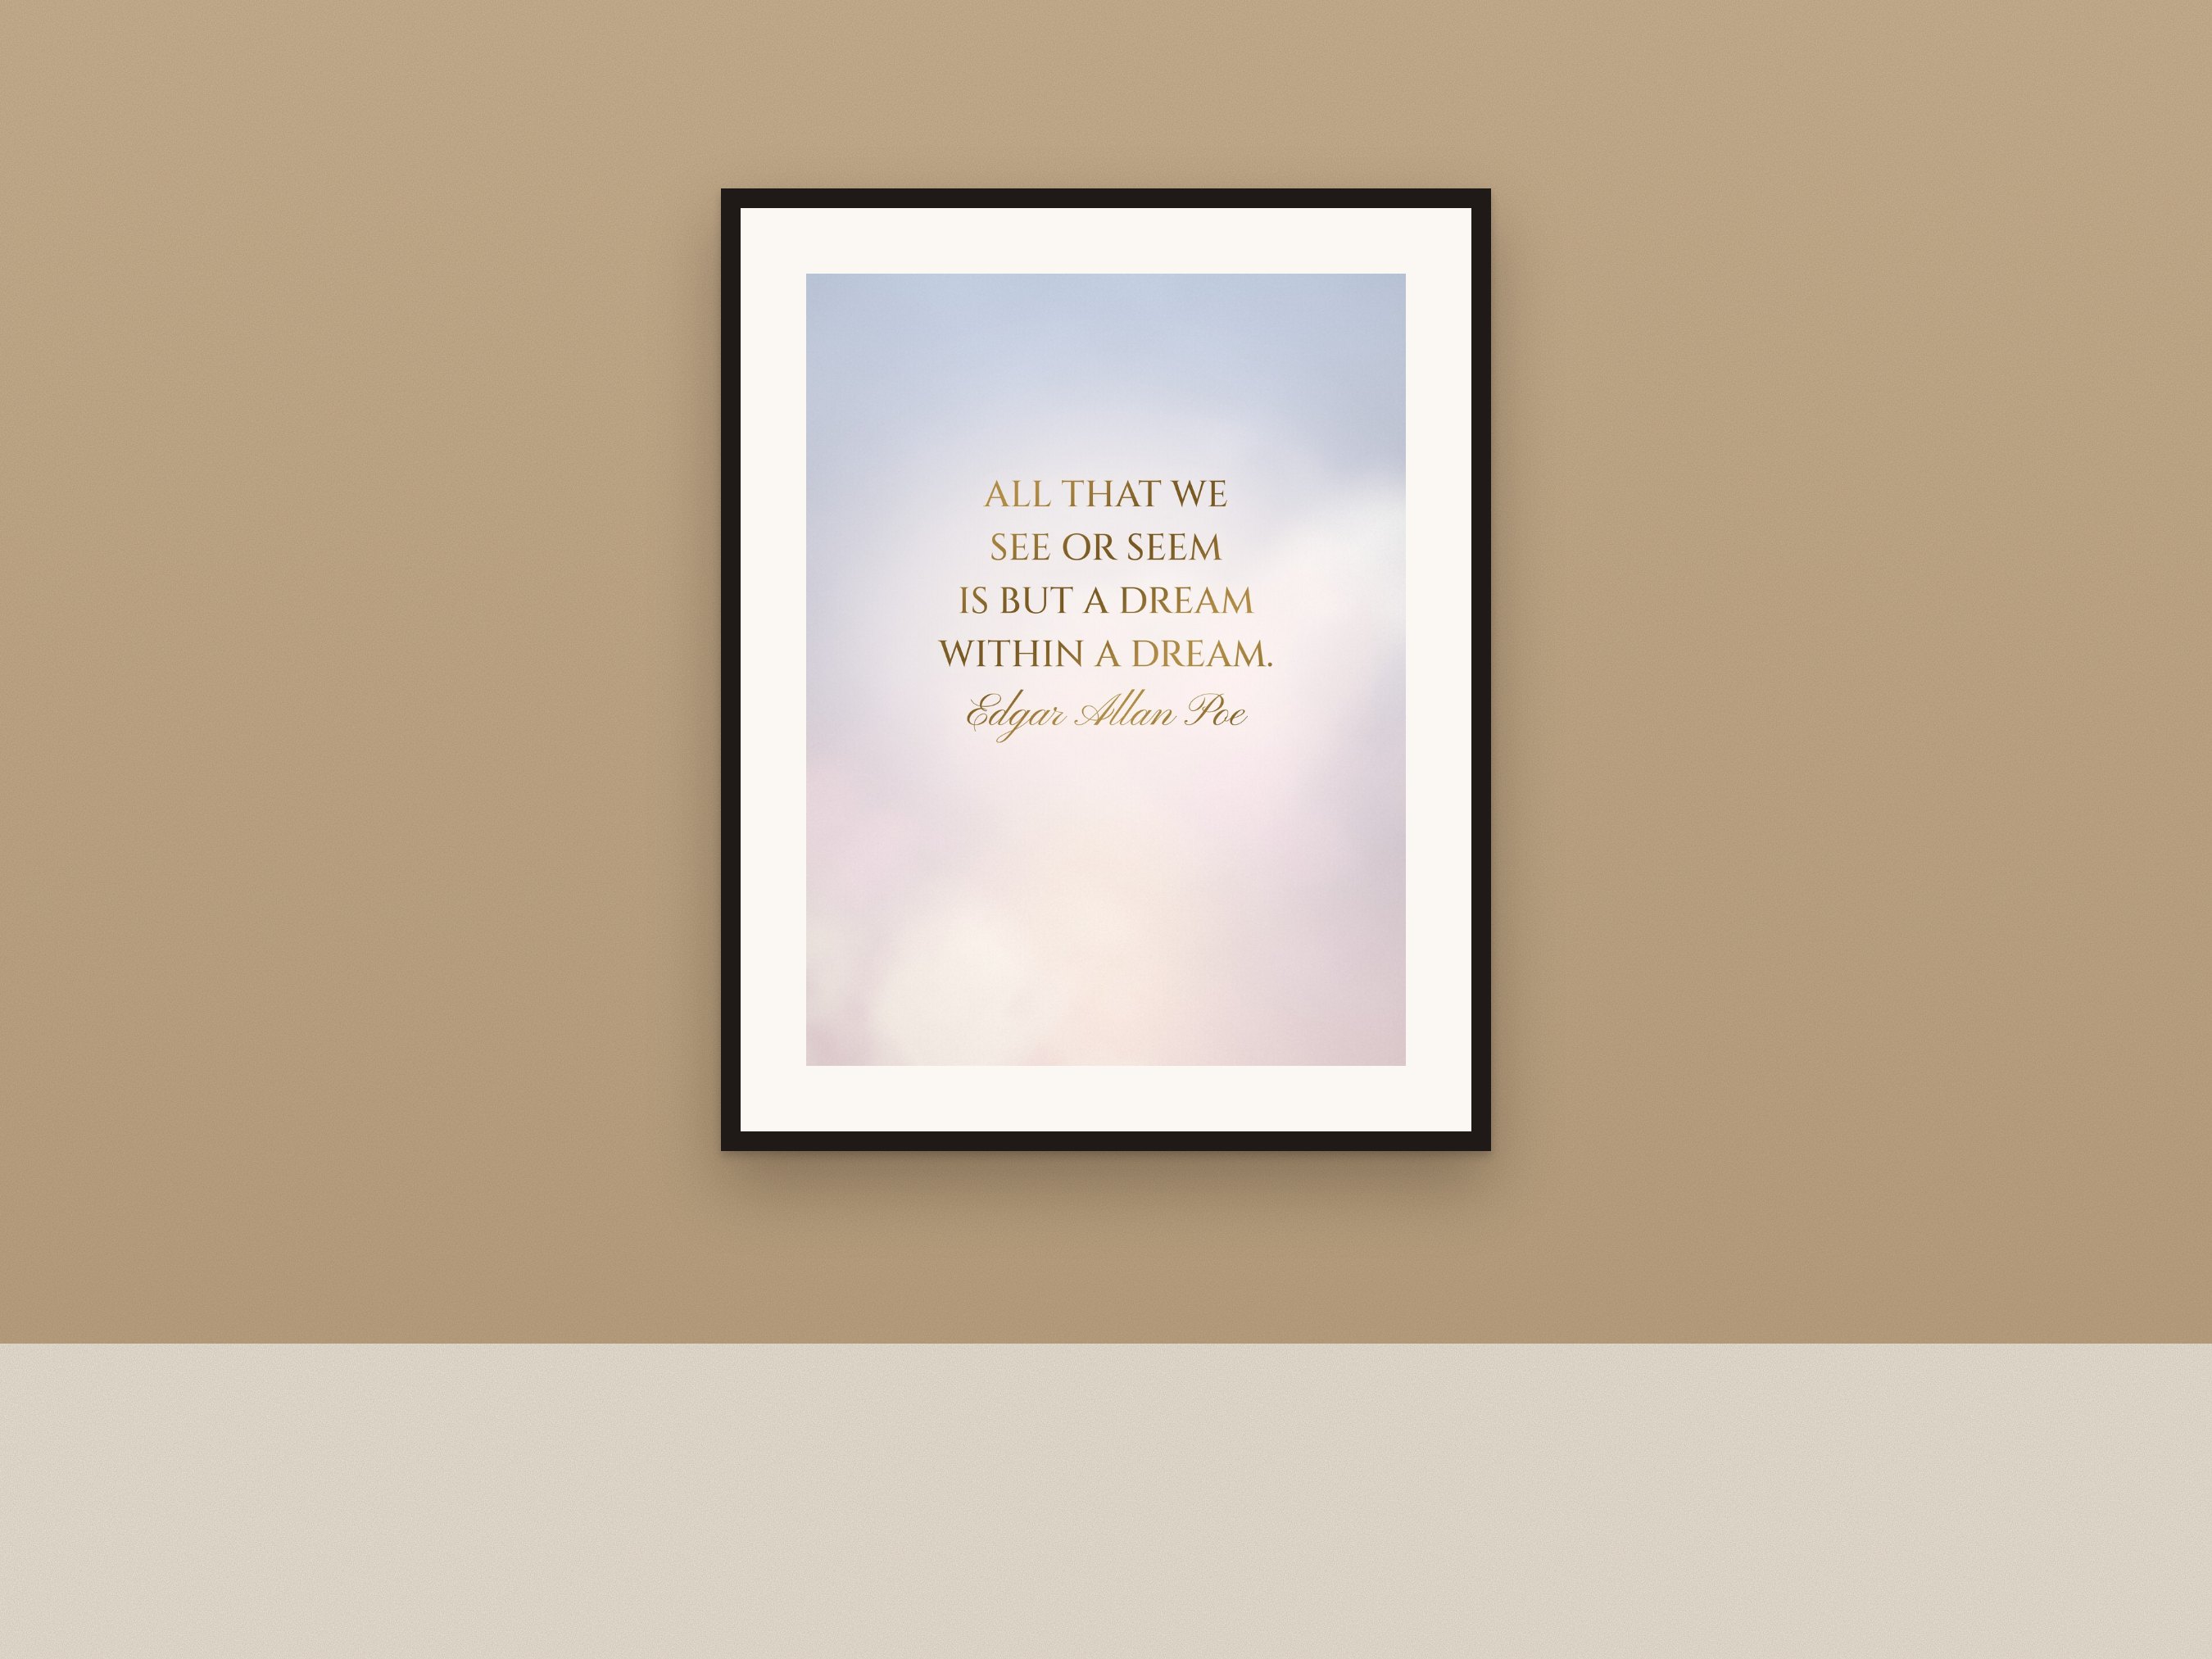 ALL THAT WE
SEE OR SEEM
IS BUT A DREAM
WITHIN A DREAM.
Edgar Allan Poe